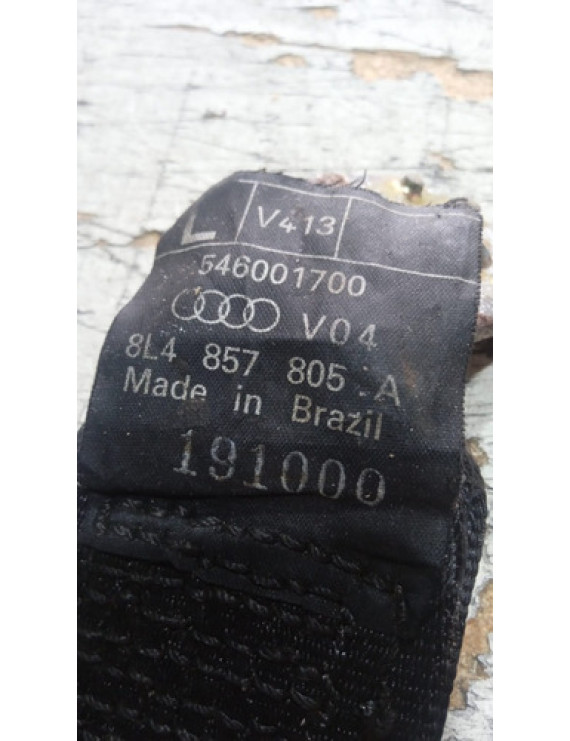 L V413
546001700
V04
8L4 857 805 A
Made in Brazil
191000